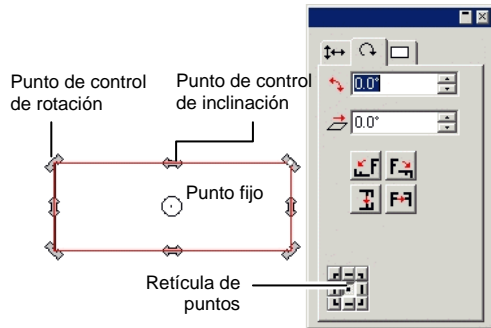 Punto de control
de rotación
Punto de control
de inclinación
Punto fijo
Retícula de
puntos
0.0°
0.0°
F
F
F